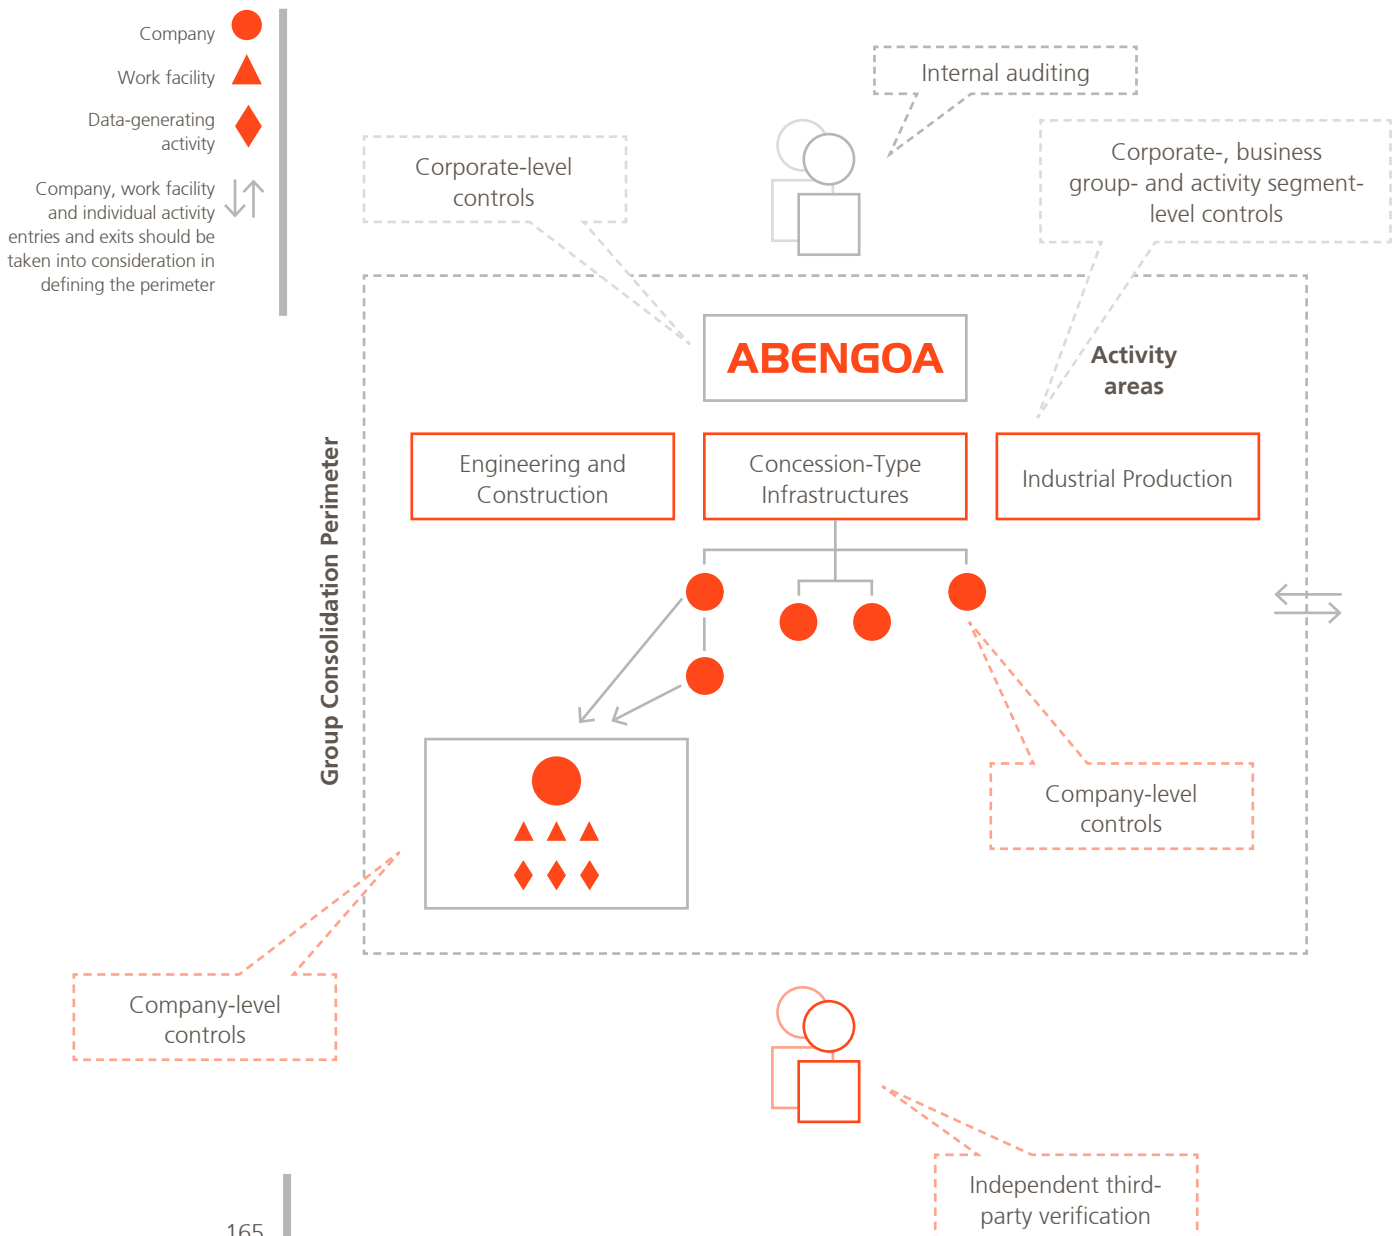 Company
Work facility
Data-generating
activity
Company, work facility
and individual activity
entries and exits should be
taken into consideration in
defining the perimeter
Internal auditing
Corporate-level
controls
Corporate-, business
group- and activity segment-
level controls
ABENGOA
Activity
areas
Group Consolidation Perimeter
Engineering and
Construction
Concession-Type
Infrastructures
Industrial Production
Company-level
controls
Company-level
controls
Independent third-
party verification
165